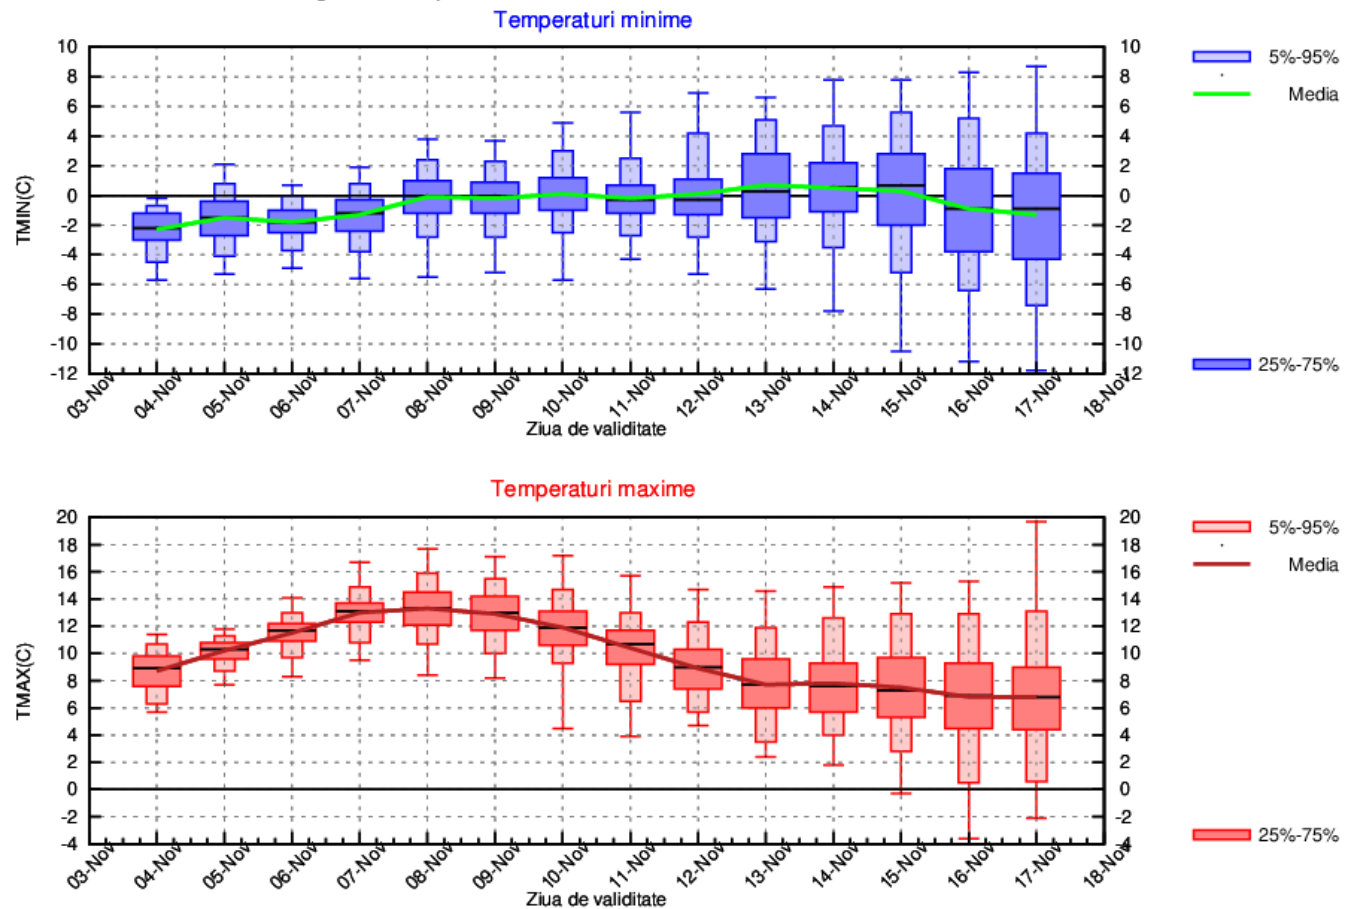 Temperaturi minime
TMIN(C)
10
8
6
4
2
0
-2
-4
-6
-8
-10
-12
10
8
6
4
2
0
-2
-4
-6
-8
-10
-12
03-Nov
04-Nov
05-Nov
06-Nov
07-Nov
08-Nov
09-Nov
10-Nov
11-Nov
12-Nov
13-Nov
14-Nov
15-Nov
16-Nov
17-Nov
18-Nov
Ziua de validitate
5%-95%
Media
25%-75%
Temperaturi maxime
TMAX(C)
20
18
16
14
12
10
8
6
4
2
0
-2
-4
20
18
16
14
12
10
8
6
4
2
0
-2
-4
03-Nov
04-Nov
05-Nov
06-Nov
07-Nov
08-Nov
09-Nov
10-Nov
11-Nov
12-Nov
13-Nov
14-Nov
15-Nov
16-Nov
17-Nov
18-Nov
Ziua de validitate
5%-95%
Media
25%-75%